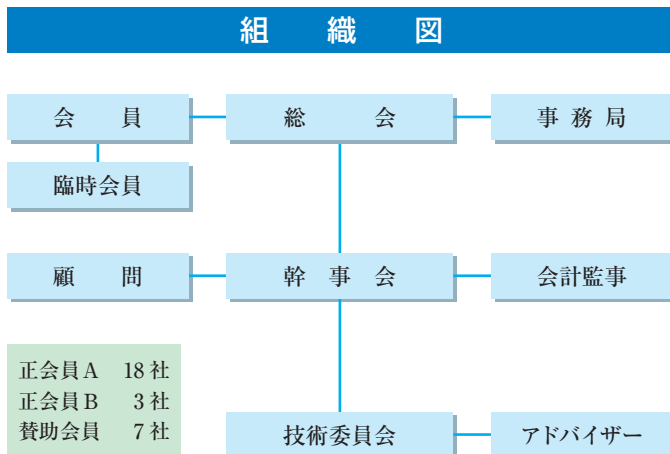 組織図
会員
総会
事務局
臨時会員
顧問
幹事会
会計監事
正会員A 18社
正会員B 3社
賛助会員 7社
技術委員会
アドバイザー